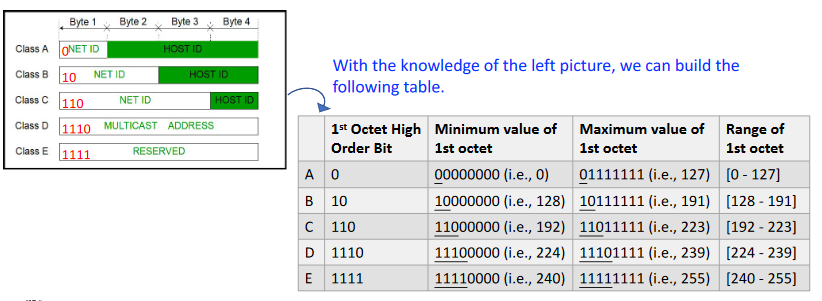 Byte 1 Byte 2 Byte 3 Byte 4
Class A 0NET ID HOST ID
Class B 10 NET ID HOST ID
Class C 110 NET ID HOST ID
Class D 1110 MULTICAST ADDRESS
Class E 1111 RESERVED
With the knowledge of the left picture, we can build the
following table.
1st Octet High Minimum value of Maximum value of Range of
Order Bit 1st octet 1st octet 1st octet
A 0 00000000 (i.e., 0) 01111111 (i.e., 127) [0 - 127]
B 10 10000000 (i.e., 128) 10111111 (i.e., 191) [128 - 191]
C 110 11000000 (i.e., 192) 11011111 (i.e., 223) [192 - 223]
D 1110 11100000 (i.e., 224) 11101111 (i.e., 239) [224 - 239]
E 1111 11110000 (i.e., 240) 11111111 (i.e., 255) [240 - 255]